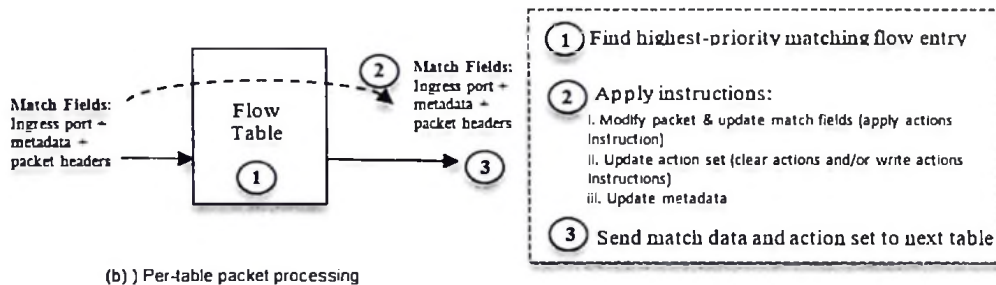 Match Fields:
Ingress port +
metadata +
packet headers
Flow
Table
1
2
Match Fields:
Ingress port +
metadata +
packet headers
3
1 Find highest-priority matching flow entry
2 Apply instructions:
i. Modify packet & update match fields (apply actions
Instruction)
ii. Update action set (clear actions and/or write actions
Instructions)
iii. Update metadata
3 Send match data and action set to next table
(b) ) Per-table packet processing